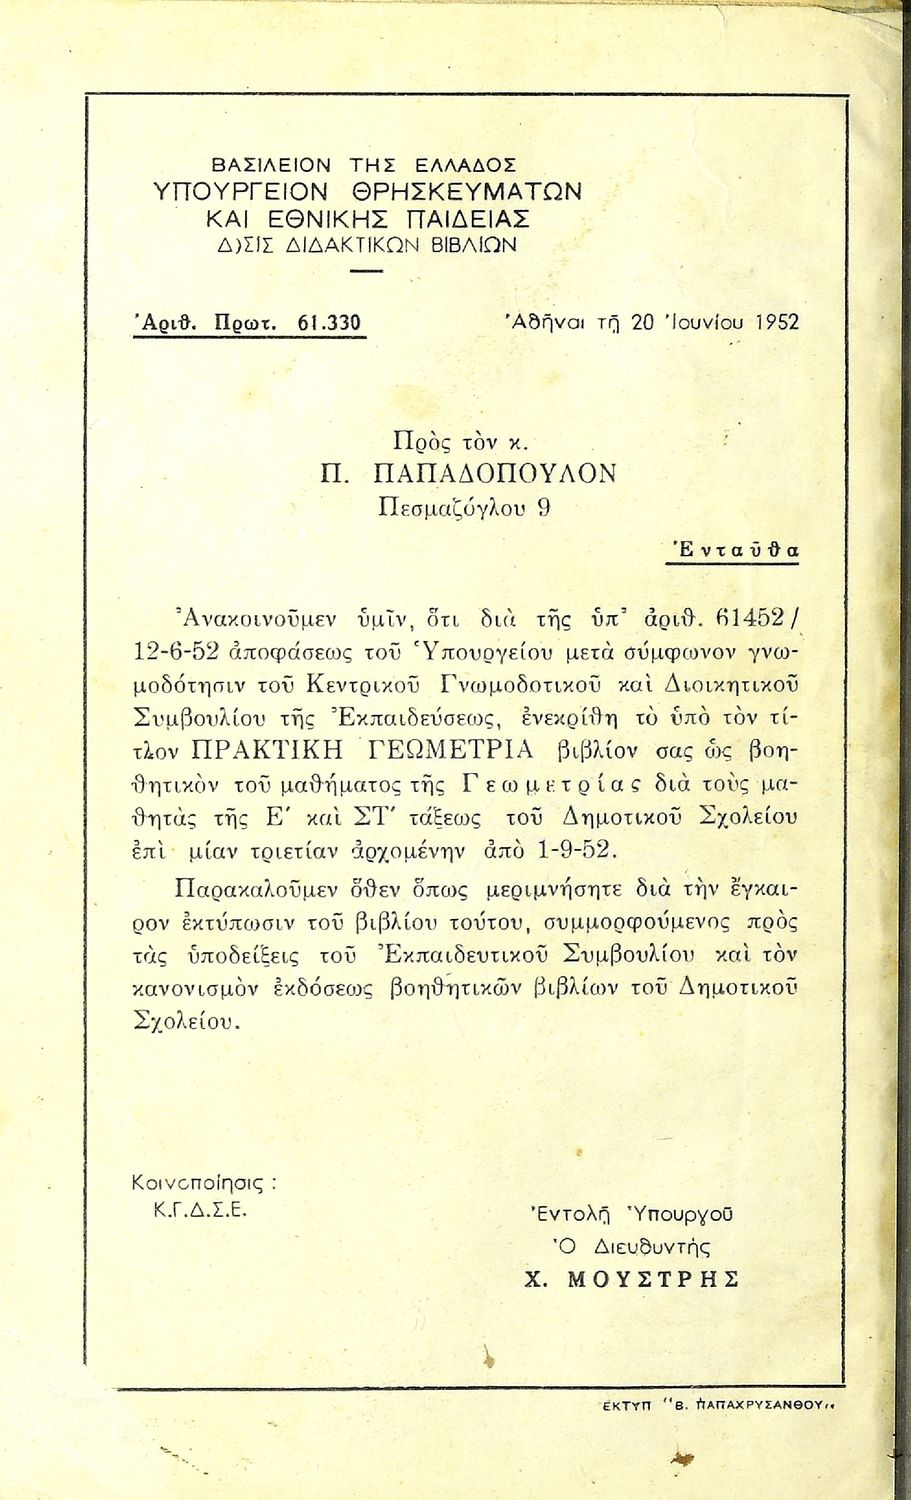 ΒΑΣΙΛΕΙΟΝ ΤΗΣ ΕΛΛΑΔΟΣ
ΥΠΟΥΡΓΕΙΟΝ ΘΡΗΣΚΕΥΜΑΤΩΝ
ΚΑΙ ΕΘΝΙΚΗΣ ΠΑΙΔΕΙΑΣ
Δ)ΣΙΣ ΔΙΔΑΚΤΙΚΩΝ ΒΙΒΛΙΩΝ
Ἀριθ. Πρωτ. 61.330
Ἀθῆναι τῇ 20 Ἰουνίου 1952
Πρὸς τὸν κ.
Π. ΠΑΠΑΔΟΠΟΥΛΟΝ
Πεσμαζόγλου 9
Ἐνταῦθα
Ἀνακοινοῦμεν ὑμῖν, ὅτι διὰ τῆς ὑπ' ἀριθ. 61452/
12-6-52 ἀποφάσεως τοῦ Ὑπουργείου μετὰ σύμφωνον γνω-
μοδότησιν τοῦ Κεντρικοῦ Γνωμοδοτικοῦ καὶ Διοικητικοῦ
Συμβουλίου τῆς Ἐκπαιδεύσεως, ἐνεκρίθη τὸ ὑπὸ τὸν τί-
τλον ΠΡΑΚΤΙΚΗ ΓΕΩΜΕΤΡΙΑ βιβλίον σας ὡς βοη-
θητικὸν τοῦ μαθήματος τῆς Γεωμετρίας διὰ τοὺς μα-
θητὰς τῆς Ε' καὶ ΣΤ' τάξεως τοῦ Δημοτικοῦ Σχολείου
ἐπὶ μίαν τριετίαν ἀρχομένην ἀπὸ 1-9-52.
Παρακαλοῦμεν ὅθεν ὅπως μεριμνήσητε διὰ τὴν ἔγκαι-
ρον ἐκτύπωσιν τοῦ βιβλίου τούτου, συμμορφούμενος πρὸς
τὰς ὑποδείξεις τοῦ Ἐκπαιδευτικοῦ Συμβουλίου καὶ τὸν
κανονισμὸν ἐκδόσεως βοηθητικῶν βιβλίων τοῦ Δημοτικοῦ
Σχολείου.
Κοινοποίησις :
Κ.Γ.Δ.Σ.Ε.
Ἐντολῇ Ὑπουργοῦ
Ὁ Διευθυντής
Χ. ΜΟΥΣΤΡΗΣ
ΕΚΤΥΠ "Β. ΠΑΠΑΧΡΥΣΑΝΘΟΥ"